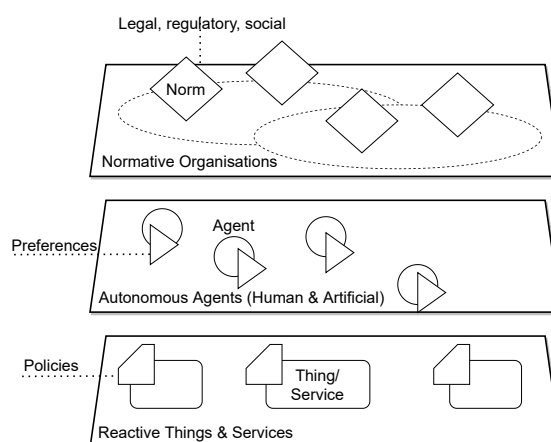 Legal, regulatory, social
Norm
Normative Organisations
Agent
Preferences
Autonomous Agents (Human & Artificial)
Policies
Thing/
Service
Reactive Things & Services